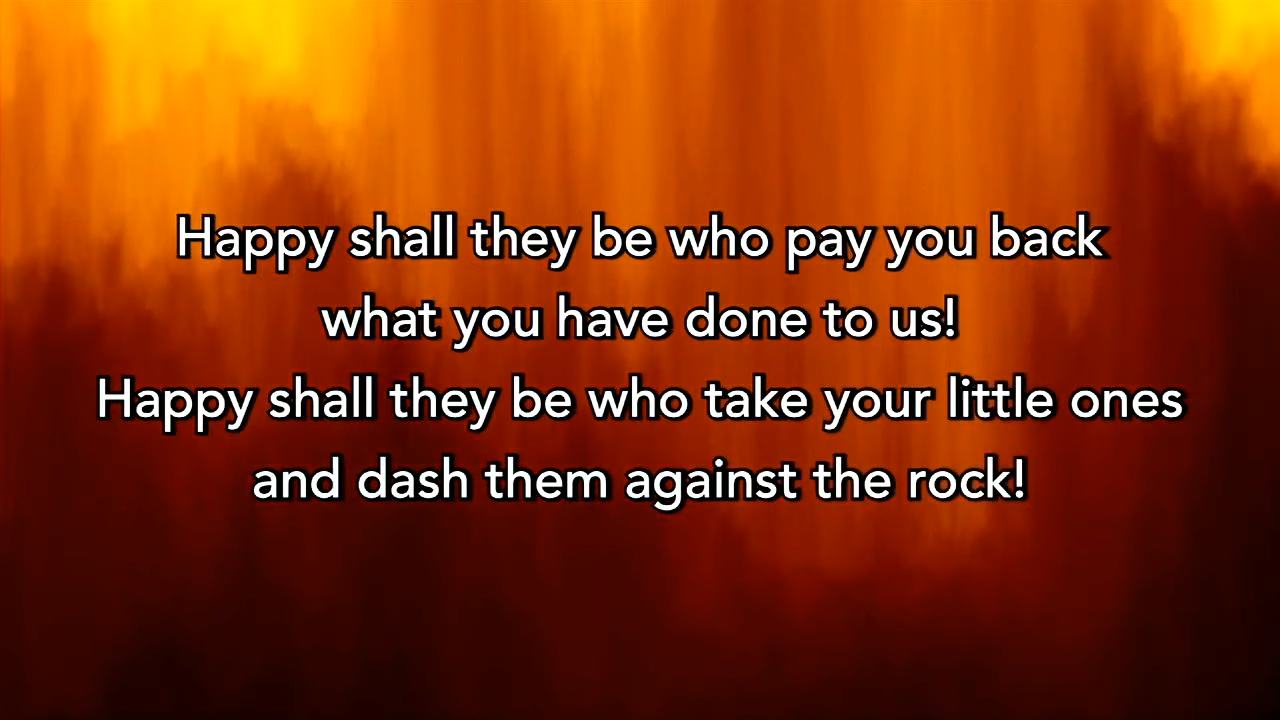 Happy shall they be who pay you back
what you have done to us!
Happy shall they be who take your little ones
and dash them against the rock!